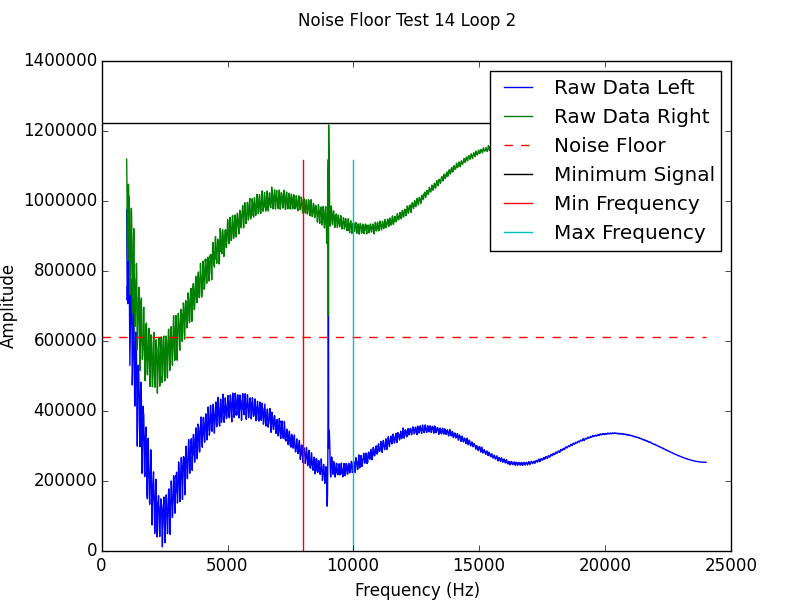 Noise Floor Test 14 Loop 2
1400000
1200000
1000000
800000
600000
400000
200000
0
Amplitude
Raw Data Left
Raw Data Right
Noise Floor
Minimum Signal
Min Frequency
Max Frequency
0 5000 10000 15000 20000 25000
Frequency (Hz)